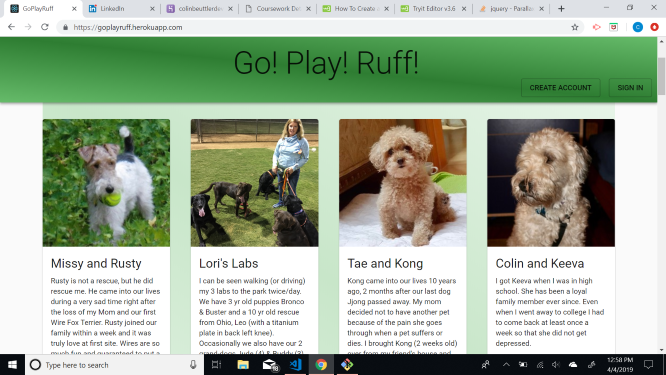 GoPlayRuff
LinkedIn
colinbeuttlerde
Coursework Det
How To Create
Tryit Editor v3.6
jquery - Parallax
https://goplayruff.herokuapp.com
Go! Play! Ruff!
CREATE ACCOUNT
SIGN IN
Missy and Rusty
Rusty is not a rescue, but he did
rescue me. He came into our lives
during a very sad time right after
the loss of My Mom and our first
Wire Fox Terrier. Rusty joined our
family within a week and it was
truly love at first site. Wires are so
much fun and guaranteed to put a
Lori's Labs
I can be seen walking (or driving)
my 3 labs to the park twice/day.
We have 3 yr old puppies Bronco
& Buster and a 10 yr old rescue
from Ohio, Leo (with a titanium
plate in back left knee).
Occasionally we also have our 2
grand-dogs Jude (4) & Ruddy (3)
Tae and Kong
Kong came into our lives 10 years
ago, 2 months after our last dog
Jjong passed away. My mom
decided not to have another pet
because of the pain she goes
through when a pet suffers or
dies. I brought Kong (2 weeks old)
over from my friend's house and
Colin and Keeva
I got Keeva when I was in high
school. She has been a loyal
family member ever since. Even
when I went away to college I had
to come back at least once a
week so that she did not get
depressed.
Type here to search
12:58 PM
4/4/2019